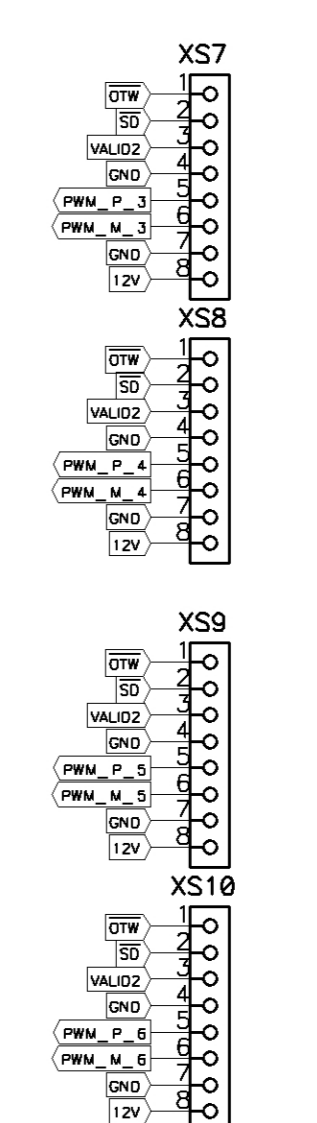 XS7
OTW 1
SD 2
VALID2 3
GND 4
PWM_P_3 5
PWM_M_3 6
GND 7
12V 8
XS8
OTW 1
SD 2
VALID2 3
GND 4
PWM_P_4 5
PWM_M_4 6
GND 7
12V 8
XS9
OTW 1
SD 2
VALID2 3
GND 4
PWM_P_5 5
PWM_M_5 6
GND 7
12V 8
XS10
OTW 1
SD 2
VALID2 3
GND 4
PWM_P_6 5
PWM_M_6 6
GND 7
12V 8